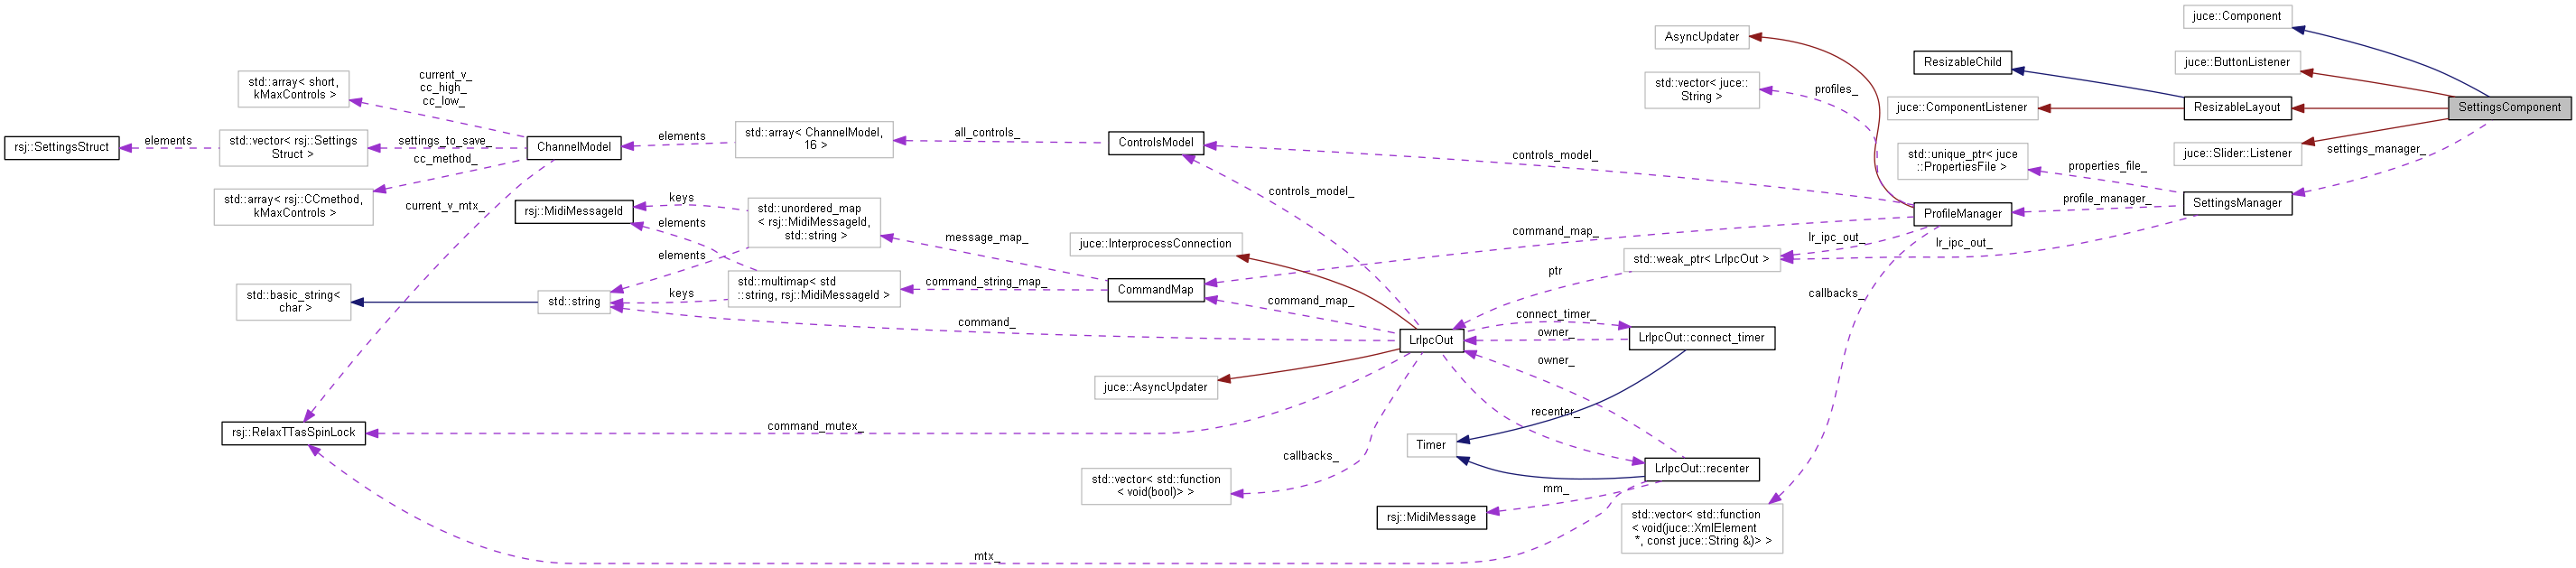 juce::Component
AsyncUpdater
juce::ButtonListener
ResizableChild
std::vector< juce::
String >
profiles_
juce::ComponentListener
ResizableLayout
SettingsComponent
current_v_
cc_high_
cc_low_
std::array< short,
kMaxControls >
rsj::SettingsStruct
elements
std::vector< rsj::Settings
Struct >
settings_to_save_
cc_method_
ChannelModel
elements
std::array< ChannelModel,
16 >
all_controls_
ControlsModel
controls_model_
juce::Slider::Listener
settings_manager_
std::unique_ptr< juce
::PropertiesFile >
properties_file_
std::array< rsj::CCmethod,
kMaxControls >
current_v_mtx_
rsj::MidiMessageId
keys
elements
std::unordered_map
< rsj::MidiMessageId,
std::string >
controls_model_
message_map_
command_map_
ProfileManager
profile_manager_
SettingsManager
juce::InterprocessConnection
lr_ipc_out_
lr_ipc_out_
elements
std::weak_ptr< LrIpcOut >
ptr
std::basic_string<
char >
std::string
keys
std::multimap< std
::string, rsj::MidiMessageId >
command_string_map_
CommandMap
command_map_
callbacks_
command_
connect_timer_
LrIpcOut
owner_
LrIpcOut::connect_timer
owner_
juce::AsyncUpdater
recenter_
rsj::RelaxTTasSpinLock
command_mutex_
Timer
callbacks_
LrIpcOut::recenter
std::vector< std::function
< void(bool)> >
mm_
rsj::MidiMessage
std::vector< std::function
< void(juce::XmlElement
*, const juce::String &)> >
mtx_